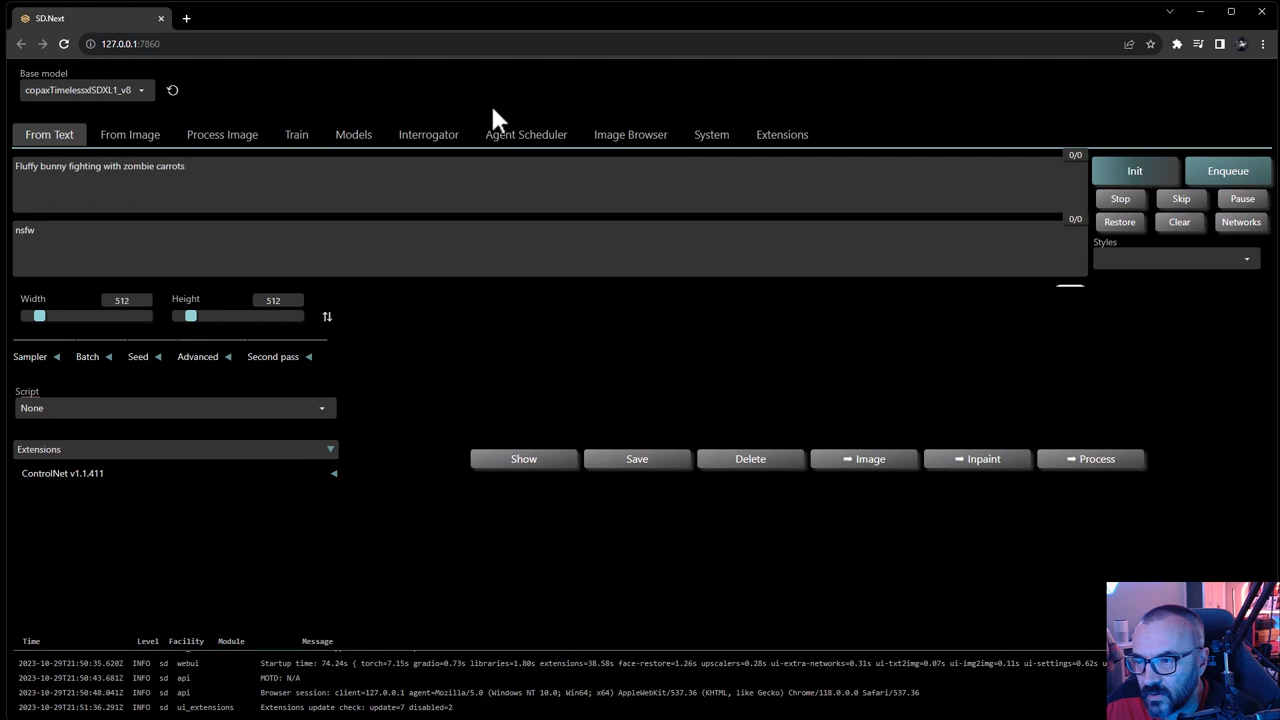 SD.Next
127.0.0.1:7860
Base model
copaxTimelessxlSDXL1_v8
From Text From Image Process Image Train Models Interrogator Agent Scheduler Image Browser System Extensions
0/0
Fluffy bunny fighting with zombie carrots
Init Enqueue
Stop Skip Pause
0/0
Restore Clear Networks
nsfw
Styles
Width 512 Height 512
Sampler Batch Seed Advanced Second pass
Script
None
Extensions
Show Save Delete ➡ Image ➡ Inpaint ➡ Process
ControlNet v1.1.411
Time Level Facility Module Message
2023-10-29T21:50:35.620Z INFO sd webui Startup time: 74.24s { torch=7.15s gradio=0.73s libraries=1.80s extensions=38.58s face-restore=1.26s upscalers=0.28s ui-extra-networks=0.31s ui-txt2img=0.07s ui-img2img=0.11s ui-settings=0.62s
2023-10-29T21:50:43.681Z INFO sd api MOTD: N/A
2023-10-29T21:50:48.041Z INFO sd api Browser session: client=127.0.0.1 agent=Mozilla/5.0 (Windows NT 10.0; Win64; x64) AppleWebKit/537.36 (KHTML, like Gecko) Chrome/118.0.0.0 Safari/537.36
2023-10-29T21:51:36.291Z INFO sd ui_extensions Extensions update check: update=7 disabled=2